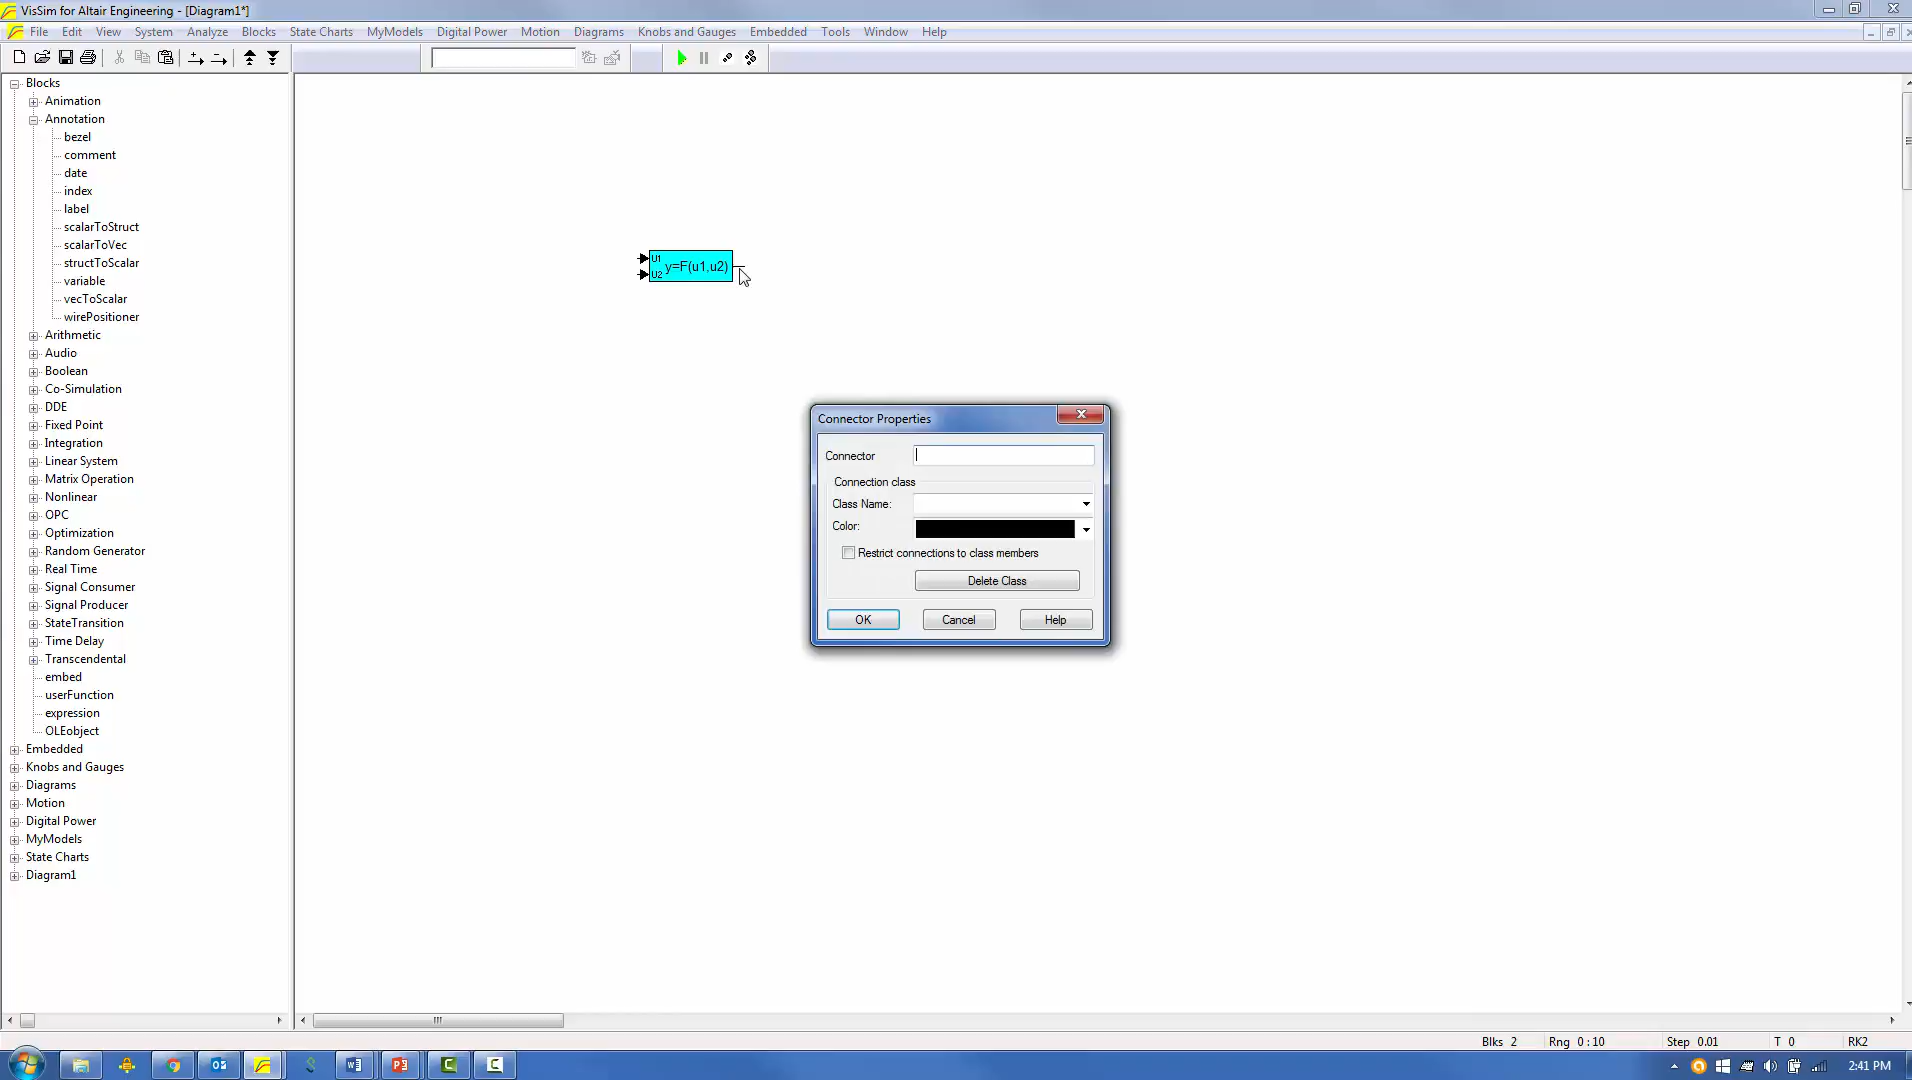 VisSim for Altair Engineering - [Diagram1*]
File Edit View System Analyze Blocks State Charts MyModels Digital Power Motion Diagrams Knobs and Gauges Embedded Tools Window Help
Blocks
Animation
Annotation
bezel
comment
date
index
label
scalarToStruct
scalarToVec
structToScalar
variable
vecToScalar
wirePositioner
Arithmetic
Audio
Boolean
Co-Simulation
DDE
Fixed Point
Integration
Linear System
Matrix Operation
Nonlinear
OPC
Optimization
Random Generator
Real Time
Signal Consumer
Signal Producer
StateTransition
Time Delay
Transcendental
embed
userFunction
expression
OLEobject
Embedded
Knobs and Gauges
Diagrams
Motion
Digital Power
MyModels
State Charts
Diagram1
U1
U2
y=F(u1,u2)
Connector Properties
Connector
Connection class
Class Name:
Color:
Restrict connections to class members
Delete Class
OK Cancel Help
Blks 2 Rng 0:10 Step 0.01 T 0 RK2
2:41 PM